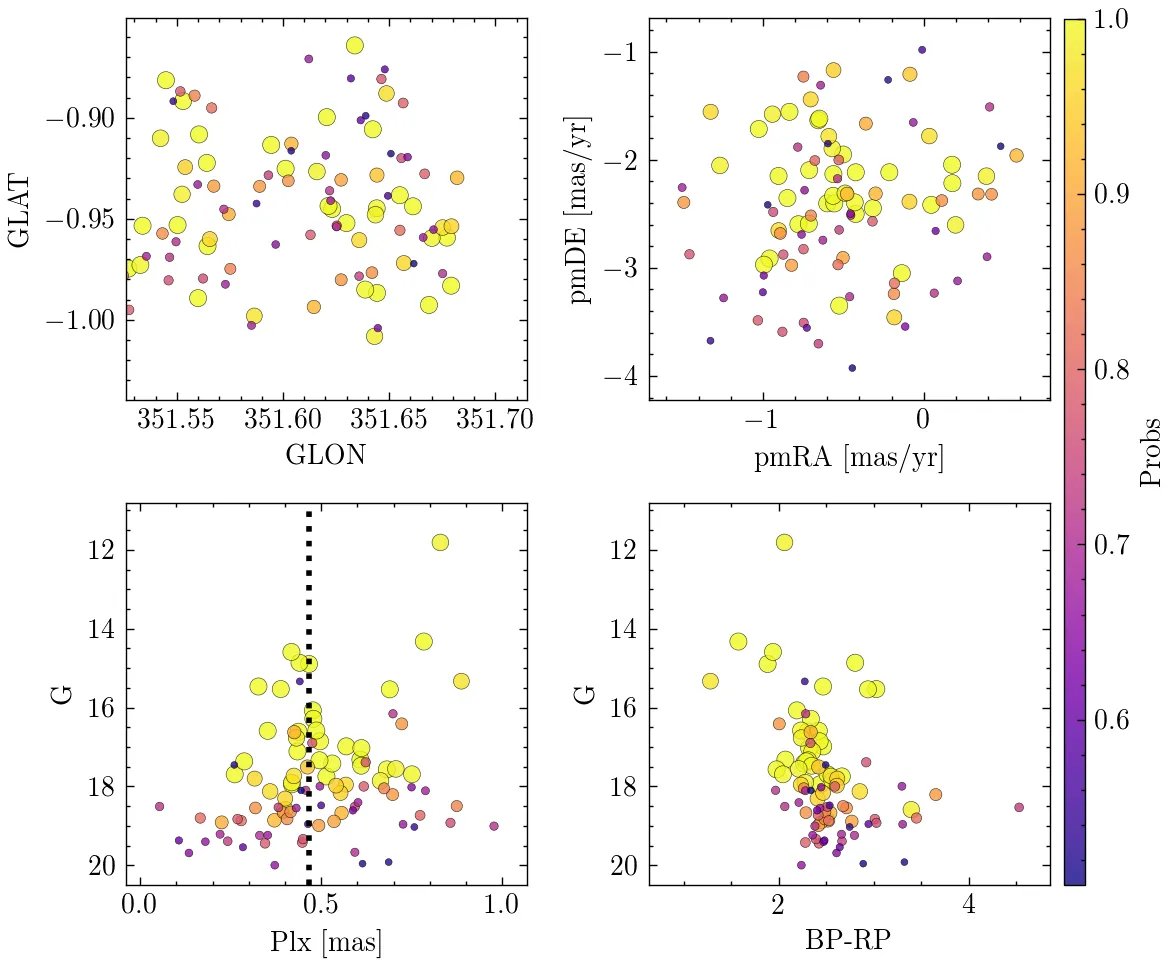 −0.90
−0.95
−1.00
GLAT
351.55 351.60 351.65 351.70
GLON
−1
−2
−3
−4
pmDE [mas/yr]
−1 0
pmRA [mas/yr]
1.0
0.9
0.8
0.7
0.6
Probs
12
14
16
18
20
G
0.0 0.5 1.0
Plx [mas]
12
14
16
18
20
G
2 4
BP-RP